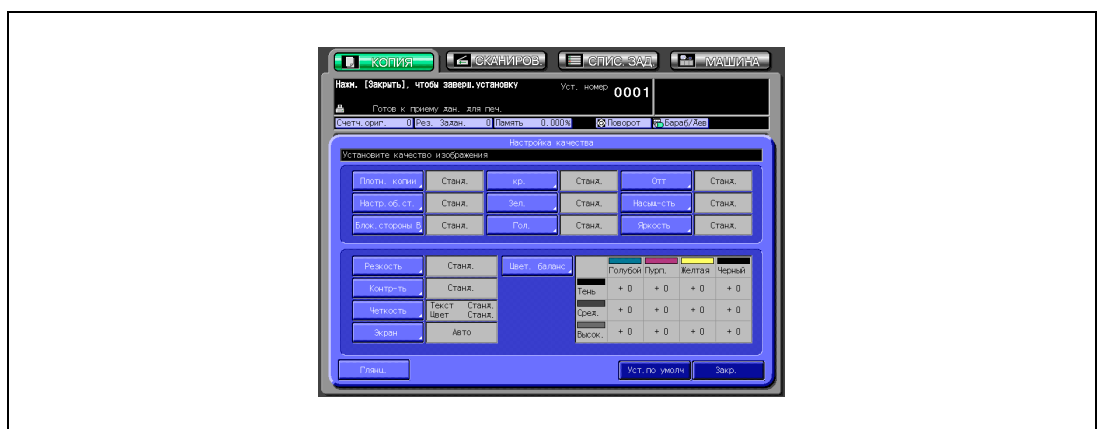 КОПИЯ СКАНИРОВ. СПИС. ЗАД. МАШИНА
Нажм. [Закрыть], чтобы заверш.установку Уст. номер 0001
Готов к приему дан. для печ.
Счетч.ориг. 0 Рез. Задан. 0 Память 0.000% Поворот Бараб/Лев
Настройка качества
Установите качество изображения
Плотн. копии Станд. кр. Станд. Отт Станд.
Настр.об.ст. Станд. Зел. Станд. Насыщ-сть Станд.
Блок.стороны В Станд. Гол. Станд. Яркость Станд.
Резкость Станд. Цвет. баланс Голубой Пурп. Желтая Черный
Контр-ть Станд. Тень + 0 + 0 + 0 + 0
Четкость Текст Станд. Цвет Станд. Сред. + 0 + 0 + 0 + 0
Экран Авто Высок. + 0 + 0 + 0 + 0
Глянц. Уст.по умолч Закр.